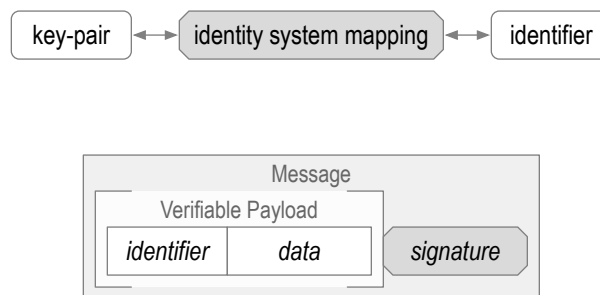 key-pair identity system mapping identifier
Message
Verifiable Payload
identifier data signature